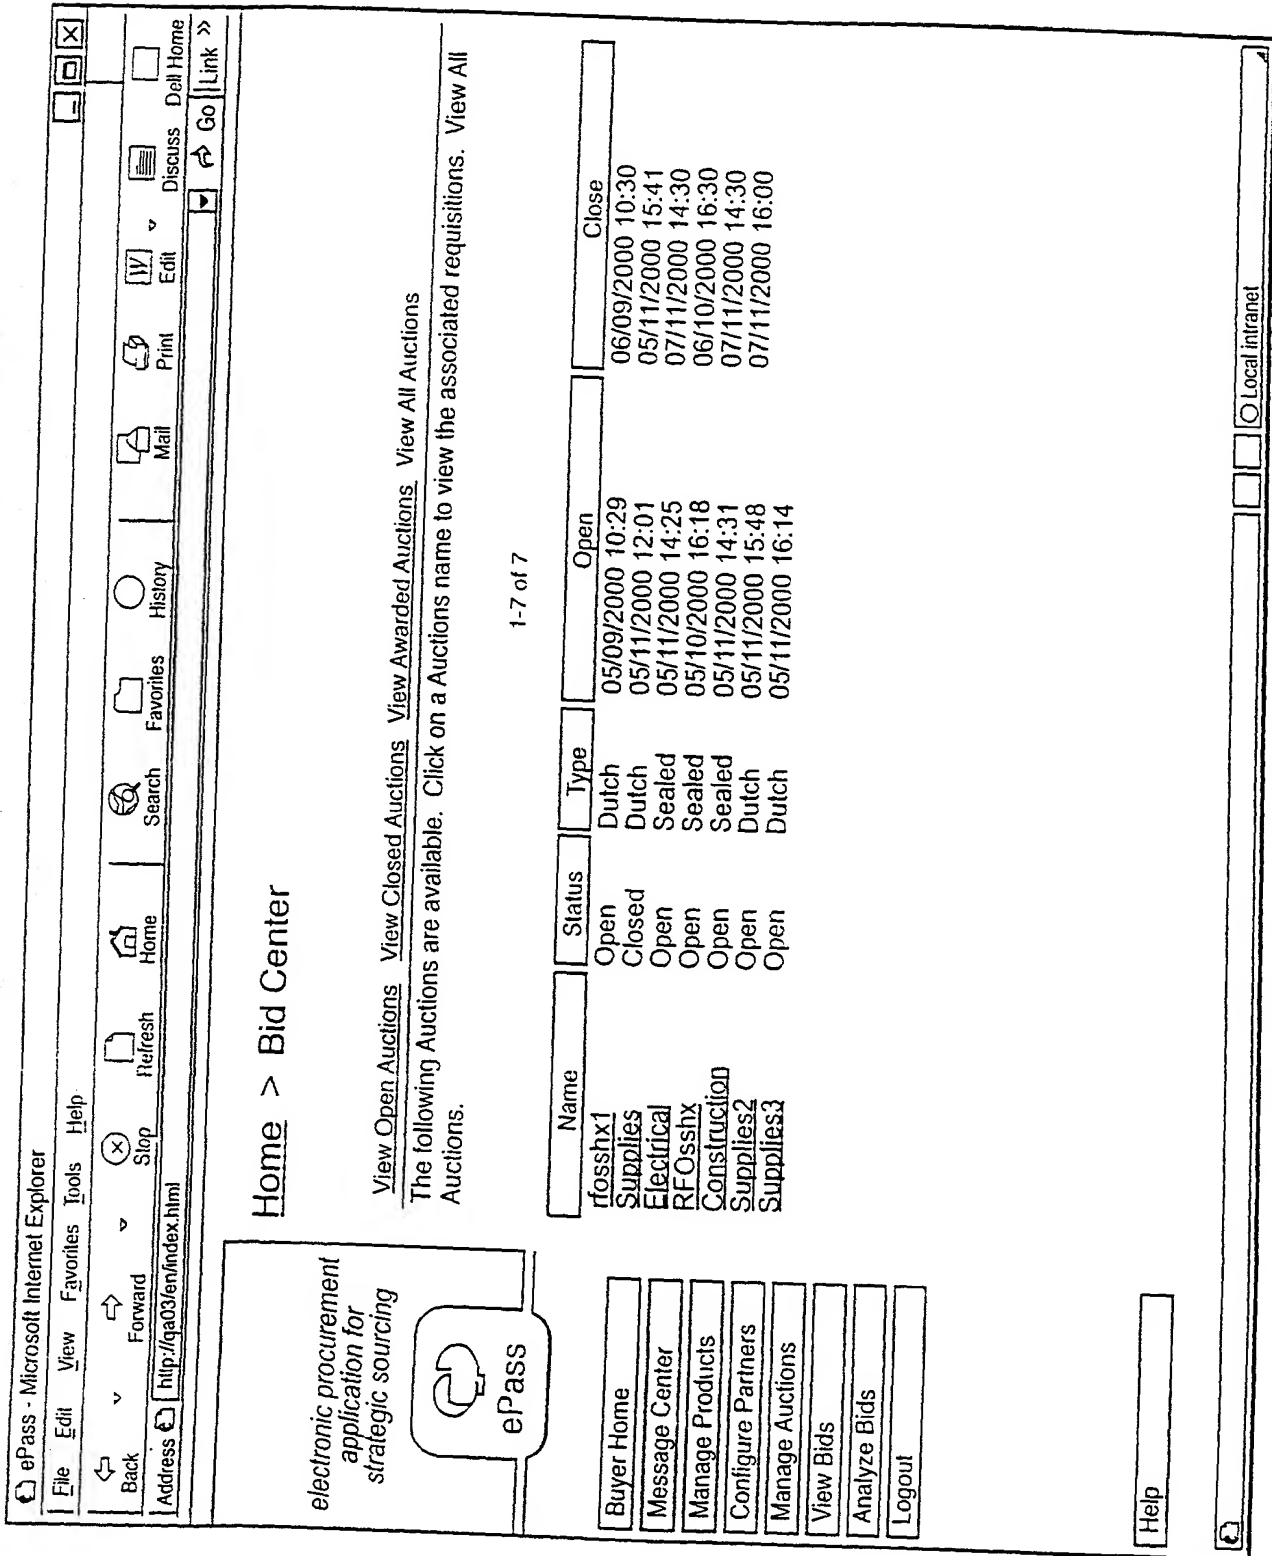 ePass - Microsoft Internet Explorer
File Edit View Favorites Tools Help
Back Forward Stop Refresh Home Search Favorites History Mail Print Edit Discuss Dell Home
Address http://qa03/en/index.html Go Link >>
electronic procurement
application for
strategic sourcing
ePass
Buyer Home
Message Center
Manage Products
Configure Partners
Manage Auctions
View Bids
Analyze Bids
Logout
Help
Home > Bid Center
View Open Auctions View Closed Auctions View Awarded Auctions View All Auctions
The following Auctions are available. Click on a Auctions name to view the associated requisitions. View All
Auctions.
1-7 of 7
Name Status Type Open Close
rfosshx1 Open Dutch 05/09/2000 10:29 06/09/2000 10:30
Supplies Closed Dutch 05/11/2000 12:01 05/11/2000 15:41
Electrical Open Sealed 05/11/2000 14:25 07/11/2000 14:30
RFOsshx Open Sealed 05/10/2000 16:18 06/10/2000 16:30
Construction Open Sealed 05/11/2000 14:31 07/11/2000 14:30
Supplies2 Open Dutch 05/11/2000 15:48 07/11/2000 16:00
Supplies3 Open Dutch 05/11/2000 16:14
Local intranet